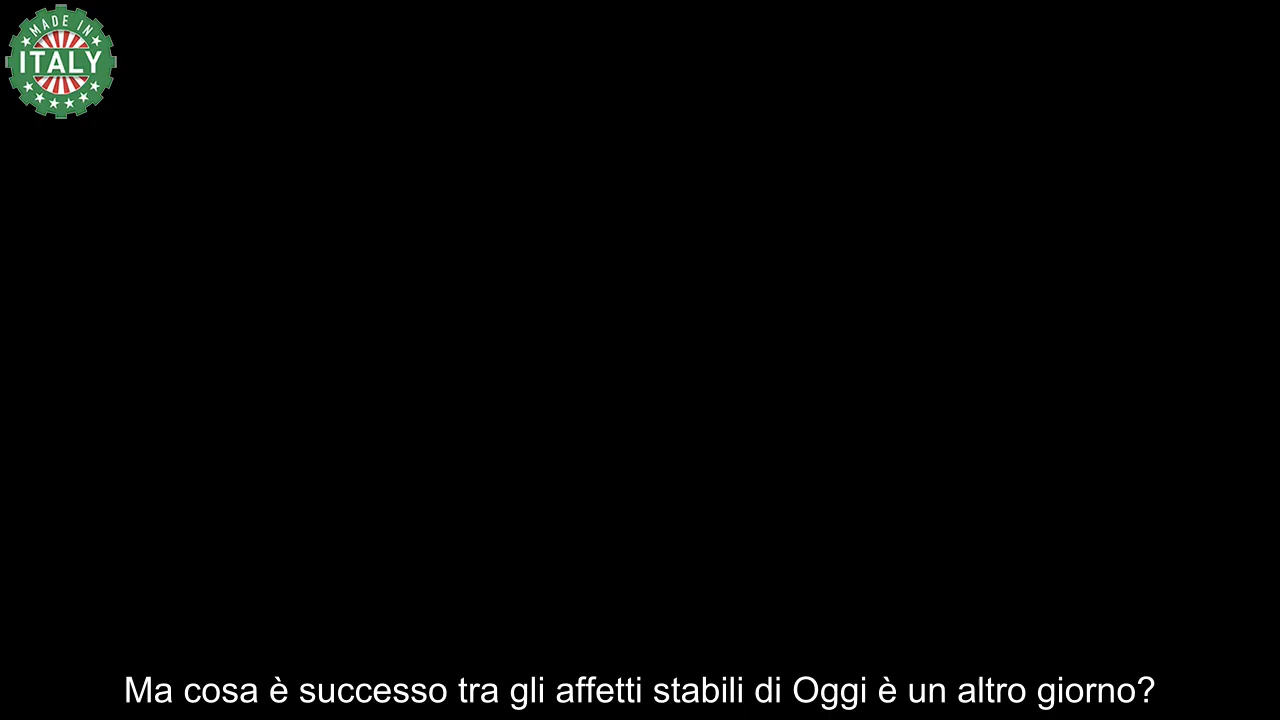 MADE IN
ITALY
Ma cosa è successo tra gli affetti stabili di Oggi è un altro giorno?